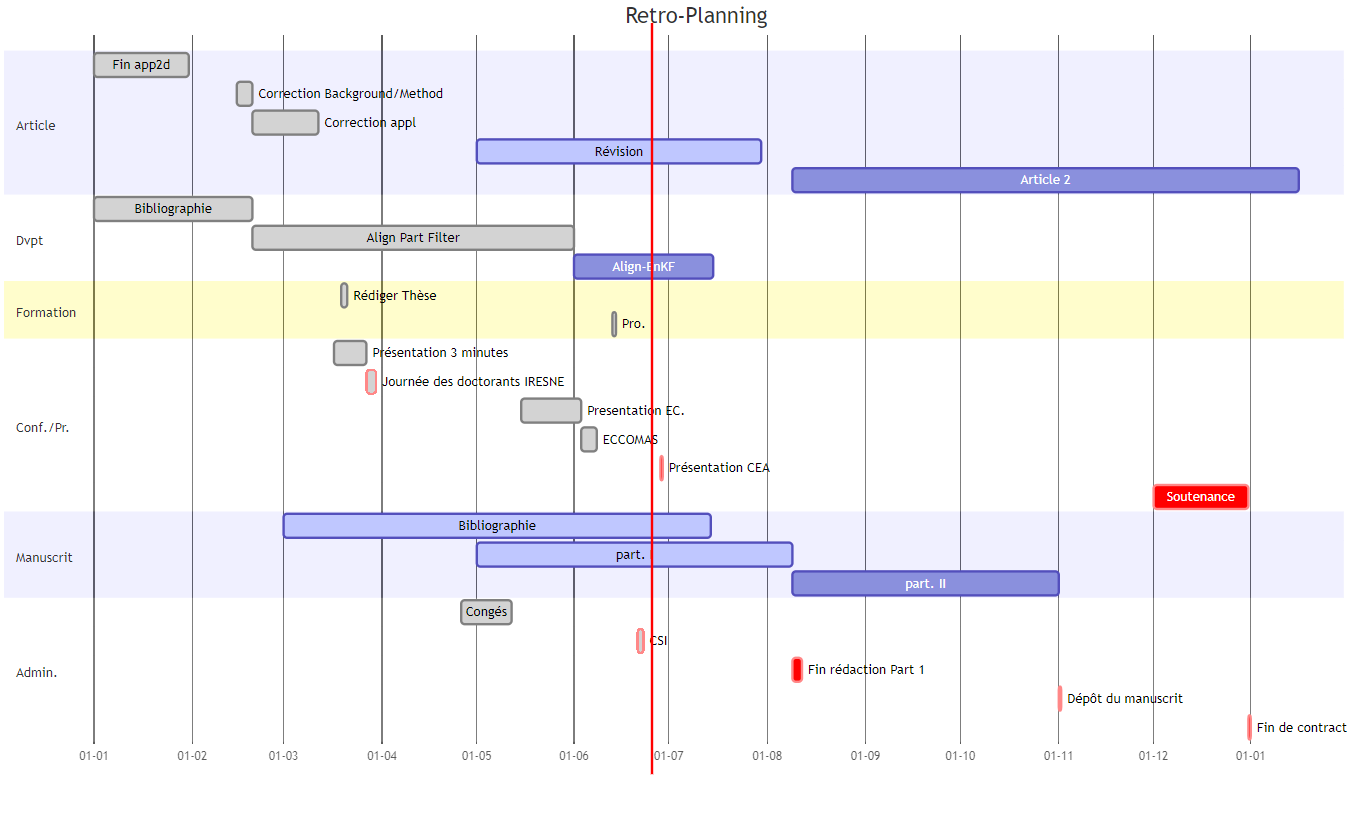 Retro-Planning
Article
Fin app2d
Correction Background/Method
Correction appl
Révision
Article 2
Dvpt
Bibliographie
Align Part Filter
Align-EnKF
Formation
Rédiger Thèse
Pro.
Conf./Pr.
Présentation 3 minutes
Journée des doctorants IRESNE
Presentation EC.
ECCOMAS
Présentation CEA
Soutenance
Manuscrit
Bibliographie
part. I
part. II
Admin.
Congés
CSI
Fin rédaction Part 1
Dépôt du manuscrit
Fin de contract
01-01 01-02 01-03 01-04 01-05 01-06 01-07 01-08 01-09 01-10 01-11 01-12 01-01